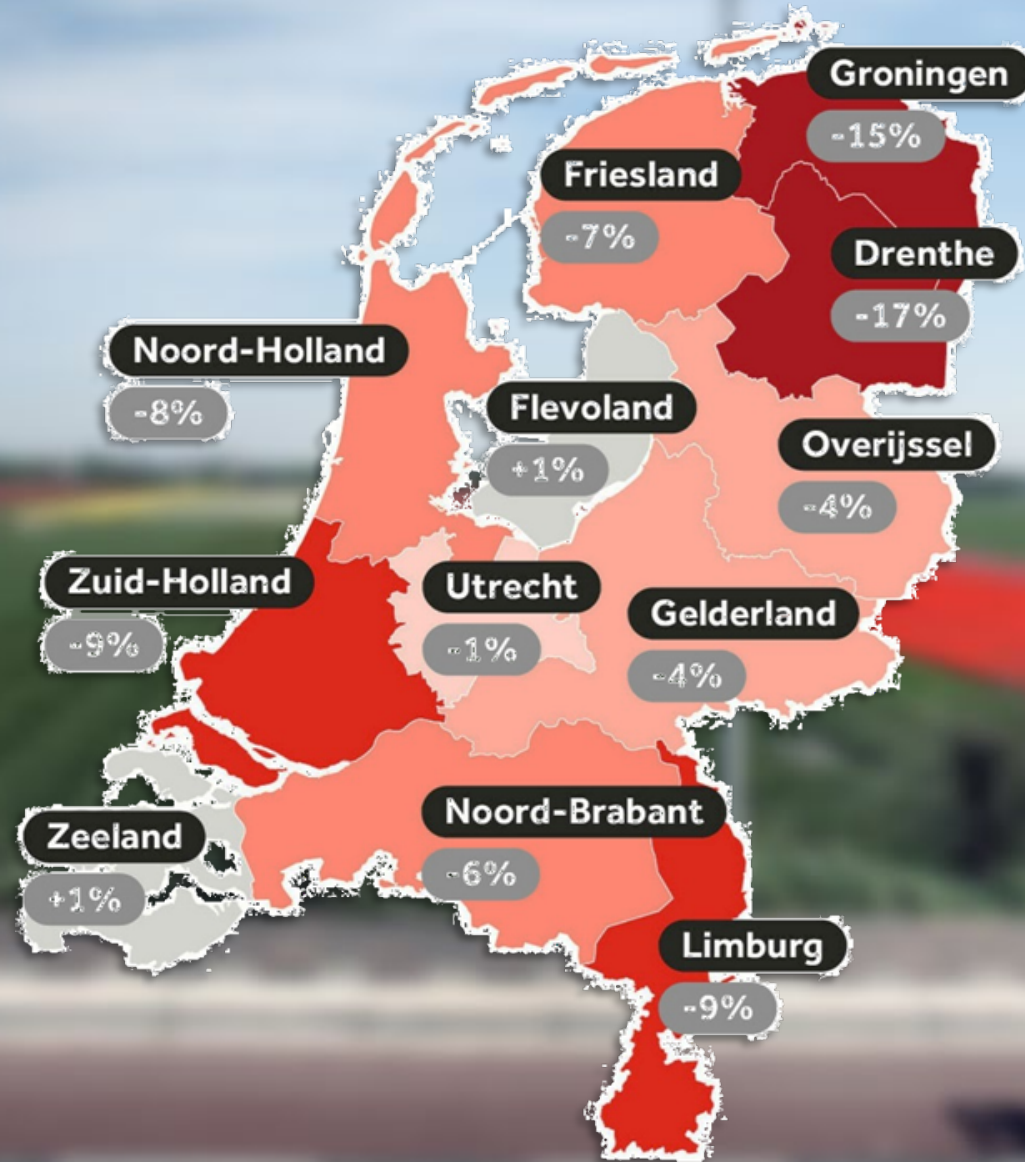 Groningen
-15%
Friesland
-7%
Drenthe
-17%
Noord-Holland
-8%
Flevoland
+1%
Overijssel
-4%
Zuid-Holland
-9%
Utrecht
-1%
Gelderland
-4%
Noord-Brabant
-6%
Zeeland
+1%
Limburg
-9%